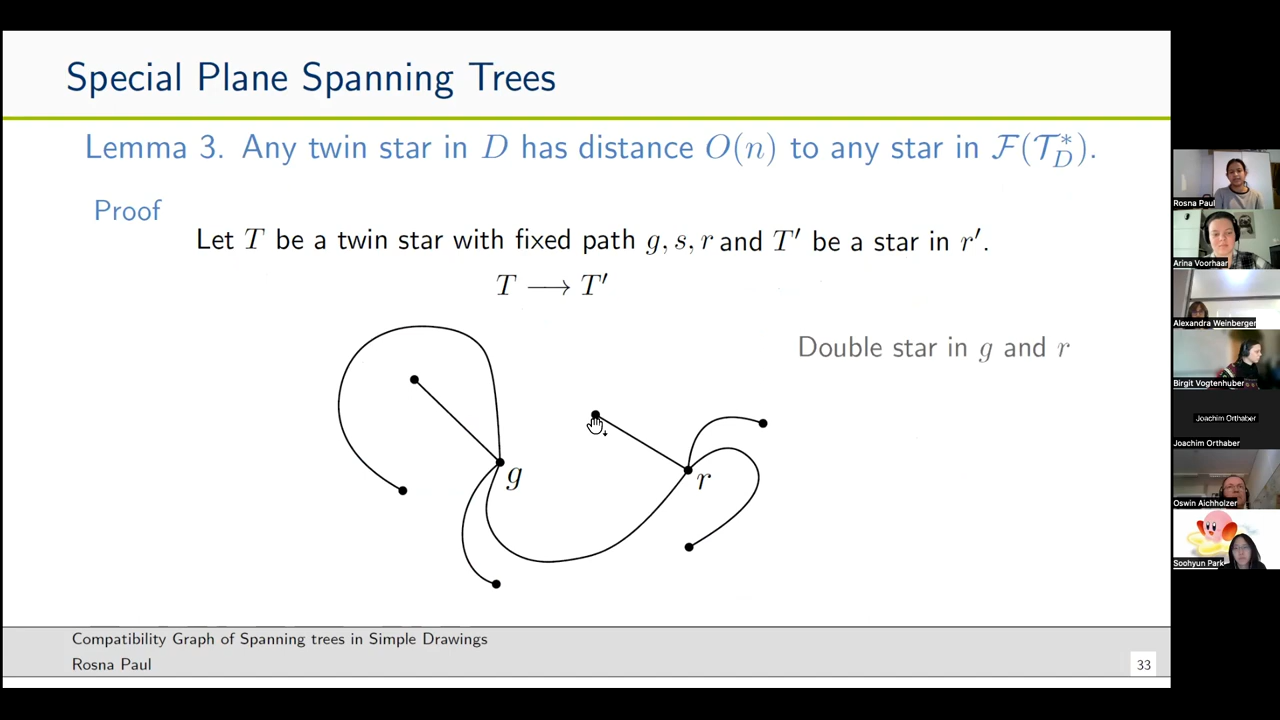 Special Plane Spanning Trees
Lemma 3. Any twin star in D has distance O(n) to any star in F(T*_D).
Proof
Let T be a twin star with fixed path g, s, r and T′ be a star in r′.
T ⟶ T′
Double star in g and r
g
r
Compatibility Graph of Spanning trees in Simple Drawings
Rosna Paul
33
Rosna Paul
Arina Voorhaar
Alexandra Weinberger
Birgit Vogtenhuber
Joachim Orthaber
Joachim Orthaber
Oswin Aichholzer
Soohyun Park